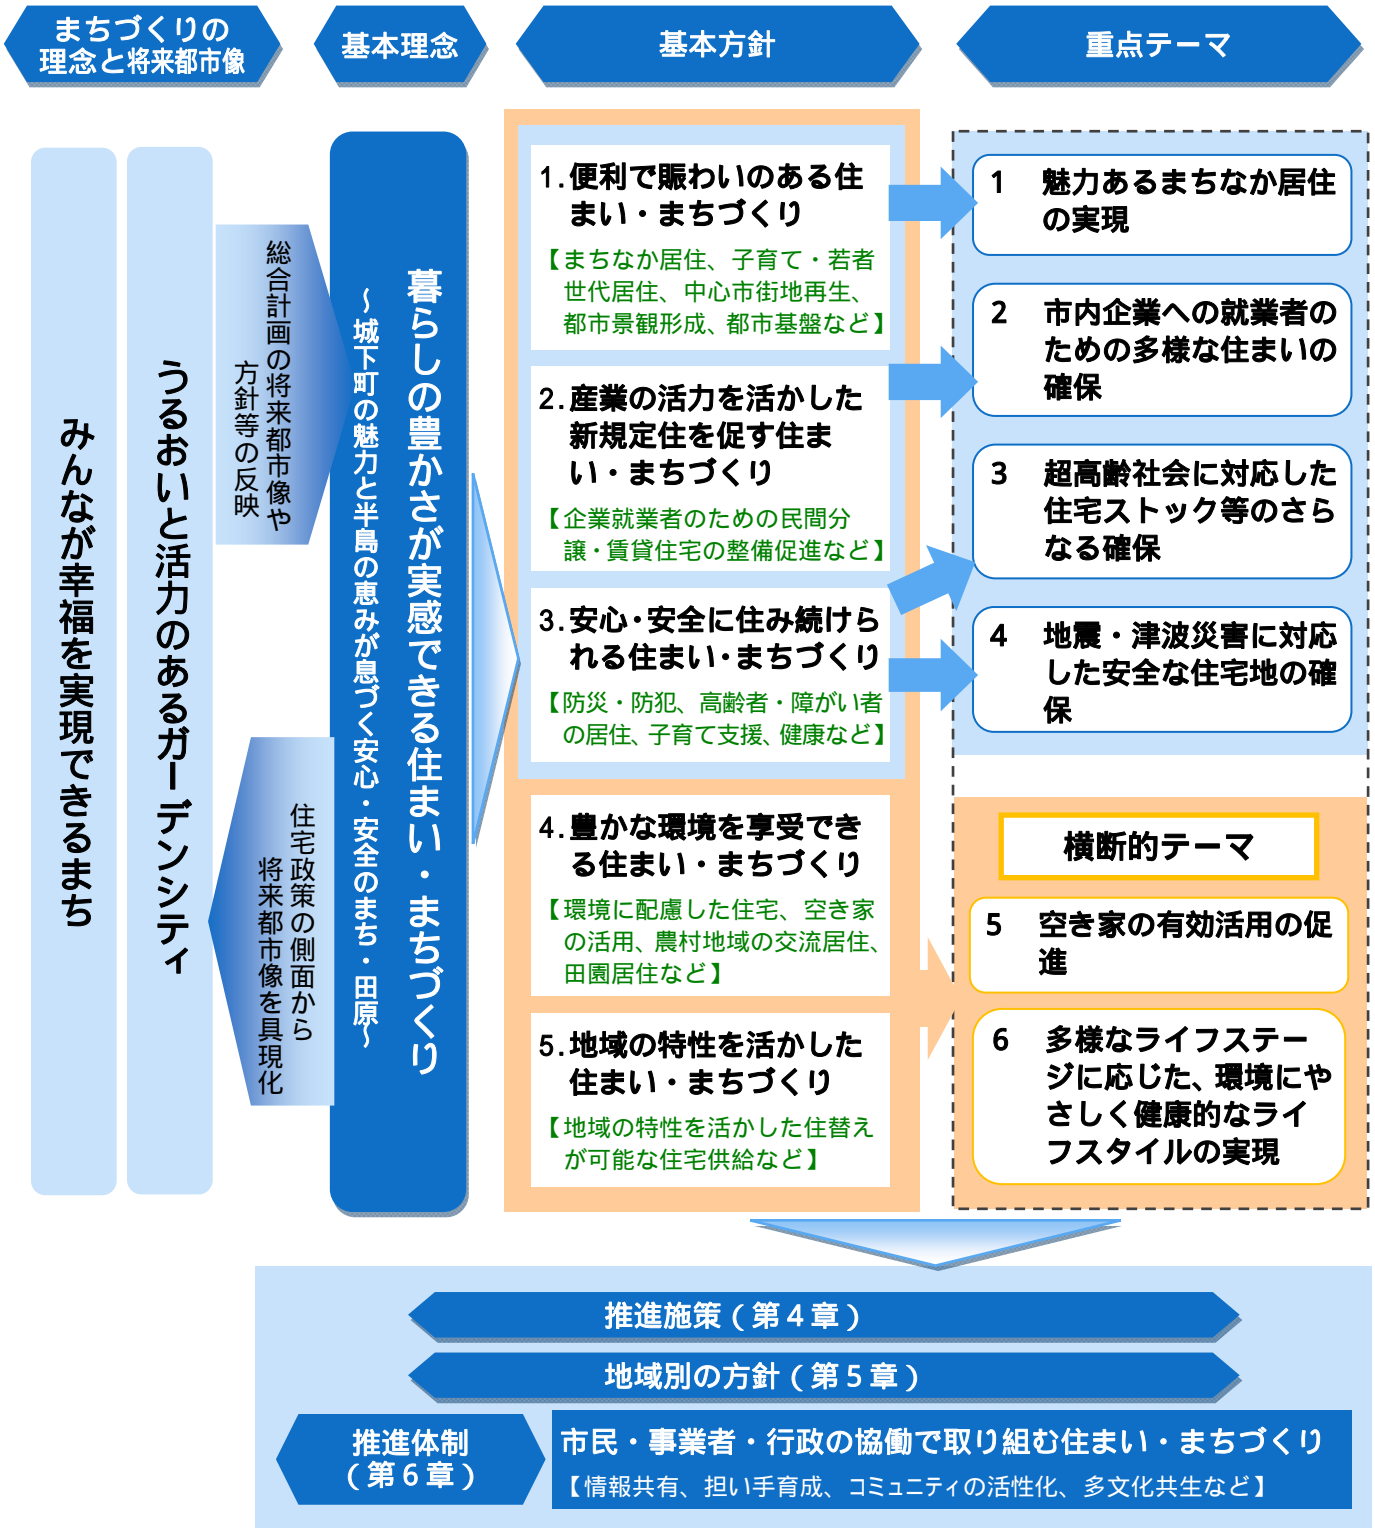 まちづくりの
理念と将来都市像
基本理念
基本方針
重点テーマ
みんなが幸福を実現できるまち
うるおいと活力のあるガーデンシティ
総合計画の将来都市像や
方針等の反映
住宅政策の側面から
将来都市像を具現化
暮らしの豊かさが実感できる住まい・まちづくり
～城下町の魅力と半島の恵みが息づく安心・安全のまち・田原～
1.便利で賑わいのある住
まい・まちづくり
【まちなか居住、子育て・若者
世代居住、中心市街地再生、
都市景観形成、都市基盤など】
2.産業の活力を活かした
新規定住を促す住ま
い・まちづくり
【企業就業者のための民間分
譲・賃貸住宅の整備促進など】
3.安心・安全に住み続けら
れる住まい・まちづくり
【防災・防犯、高齢者・障がい者
の居住、子育て支援、健康など】
4.豊かな環境を享受でき
る住まい・まちづくり
【環境に配慮した住宅、空き家
の活用、農村地域の交流居住、
田園居住など】
5.地域の特性を活かした
住まい・まちづくり
【地域の特性を活かした住替え
が可能な住宅供給など】
1 魅力あるまちなか居住
の実現
2 市内企業への就業者の
ための多様な住まいの
確保
3 超高齢社会に対応した
住宅ストック等のさら
なる確保
4 地震・津波災害に対応
した安全な住宅地の確
保
横断的テーマ
5 空き家の有効活用の促
進
6 多様なライフステー
ジに応じた、環境にや
さしく健康的なライ
フスタイルの実現
推進施策（第４章）
地域別の方針（第５章）
推進体制
（第６章）
市民・事業者・行政の協働で取り組む住まい・まちづくり
【情報共有、担い手育成、コミュニティの活性化、多文化共生など】